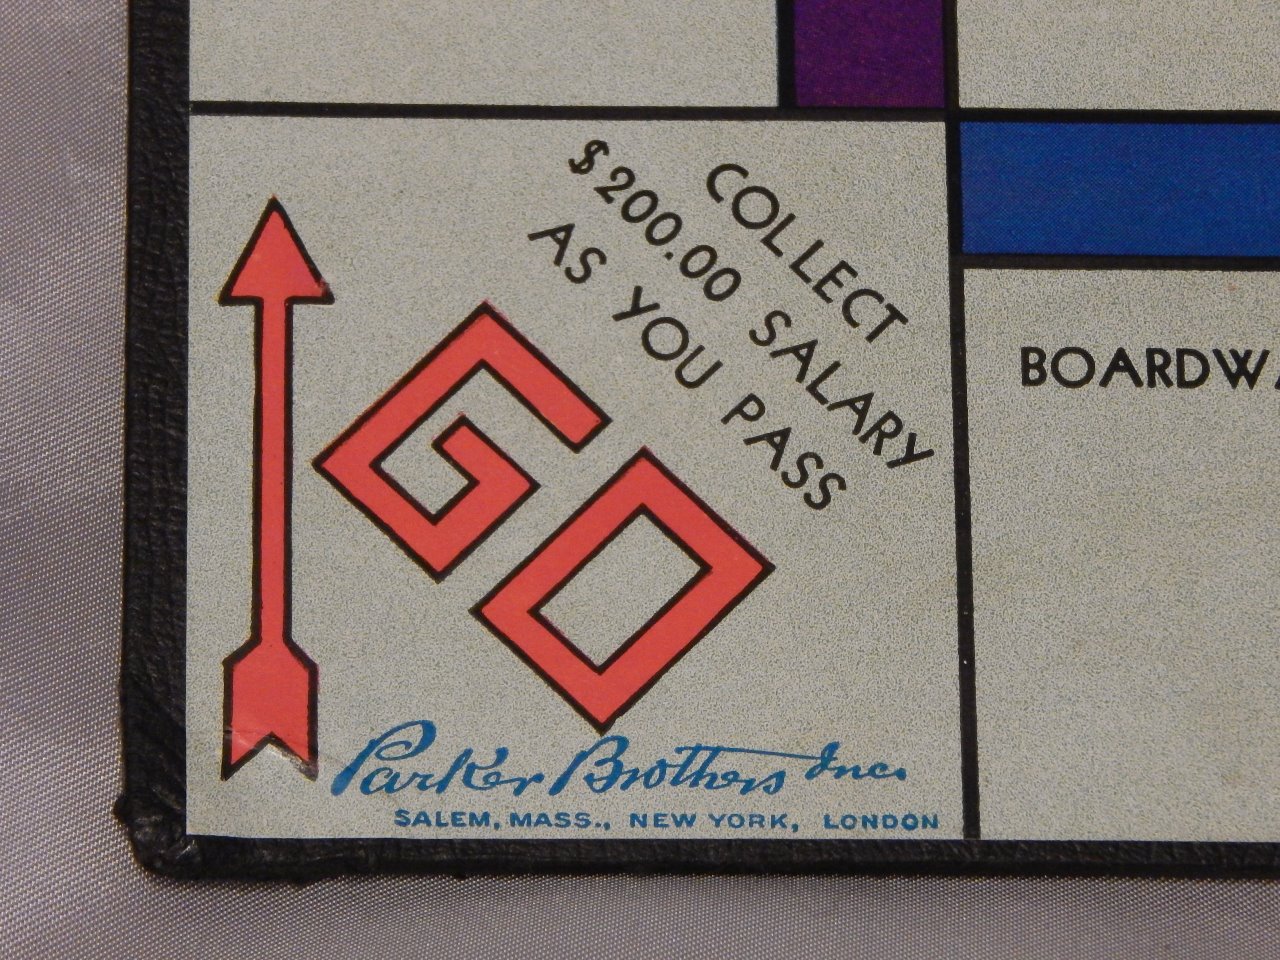 COLLECT
$200.00 SALARY
AS YOU PASS
GO
BOARDWA
Parker Brothers Inc.
SALEM, MASS., NEW YORK, LONDON